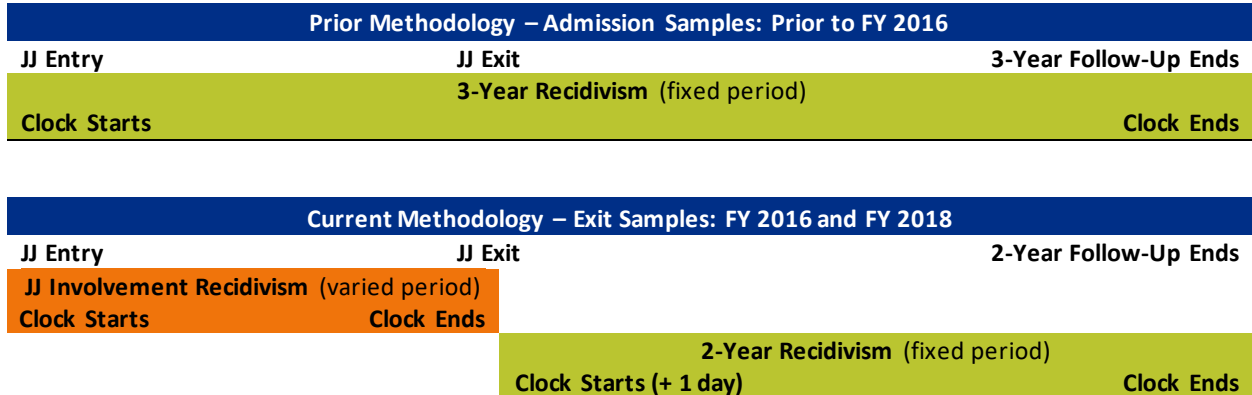 Prior Methodology – Admission Samples: Prior to FY 2016
JJ Entry JJ Exit 3-Year Follow-Up Ends
3-Year Recidivism (fixed period)
Clock Starts Clock Ends
Current Methodology – Exit Samples: FY 2016 and FY 2018
JJ Entry JJ Exit 2-Year Follow-Up Ends
JJ Involvement Recidivism (varied period)
Clock Starts Clock Ends
2-Year Recidivism (fixed period)
Clock Starts (+ 1 day) Clock Ends